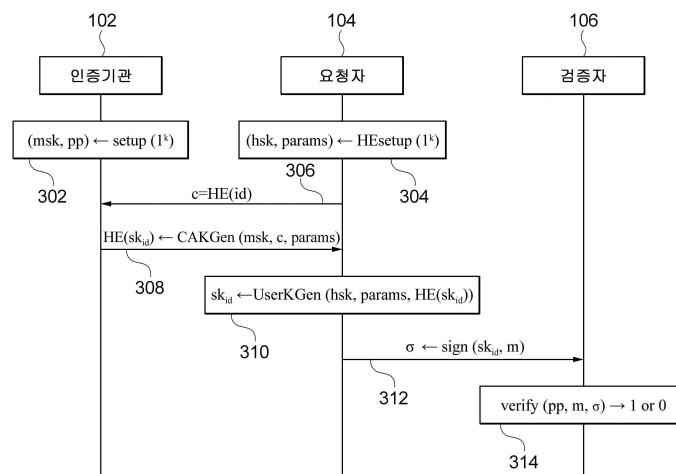 102
104
106
인증기관
요청자
검증자
(msk, pp) ← setup (1ᵏ)
(hsk, params) ← HEsetup (1ᵏ)
302
306
304
c=HE(id)
HE(skᵢd) ← CAKGen (msk, c, params)
308
skᵢd ←UserKGen (hsk, params, HE(skᵢd))
310
σ ← sign (skᵢd, m)
312
verify (pp, m, σ) → 1 or 0
314